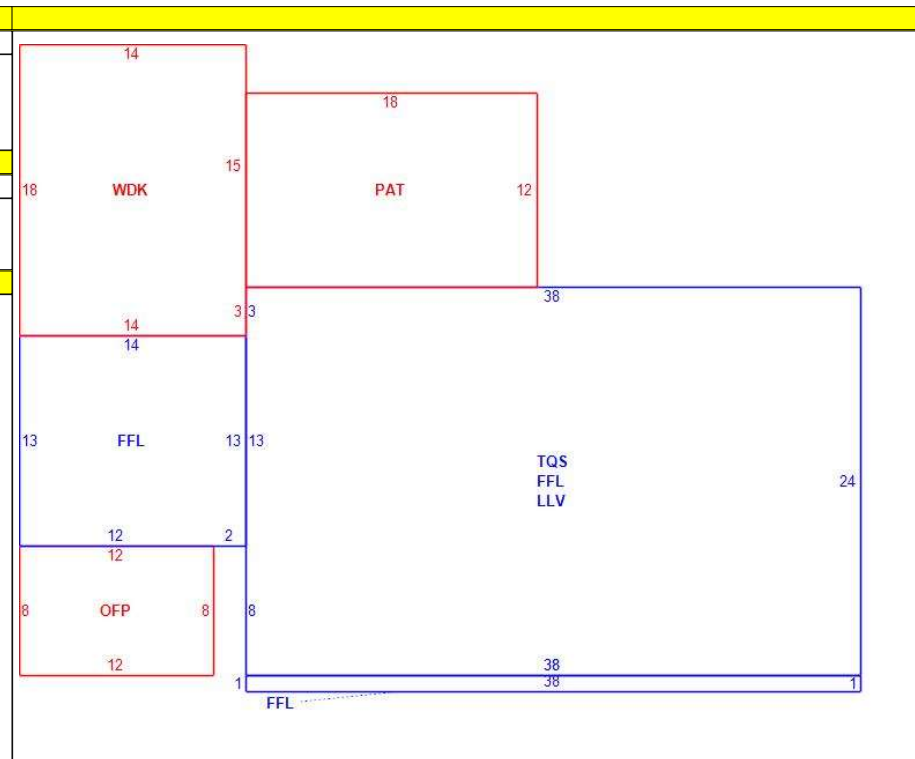 14
18
15
18 WDK
PAT 12
38
14 3 3
14
13 FFL 13 13
TQS
FFL 24
LLV
12 2
12
8 OFP 8 8
12 38
1 38 1
FFL